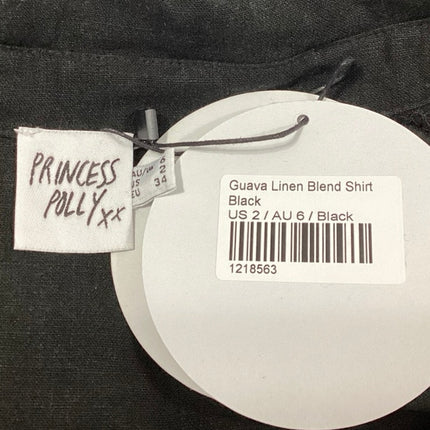 PRINCESS
POLLY xx
AU/UK 6
US 2
EU 34
Guava Linen Blend Shirt
Black
US 2 / AU 6 / Black
1218563